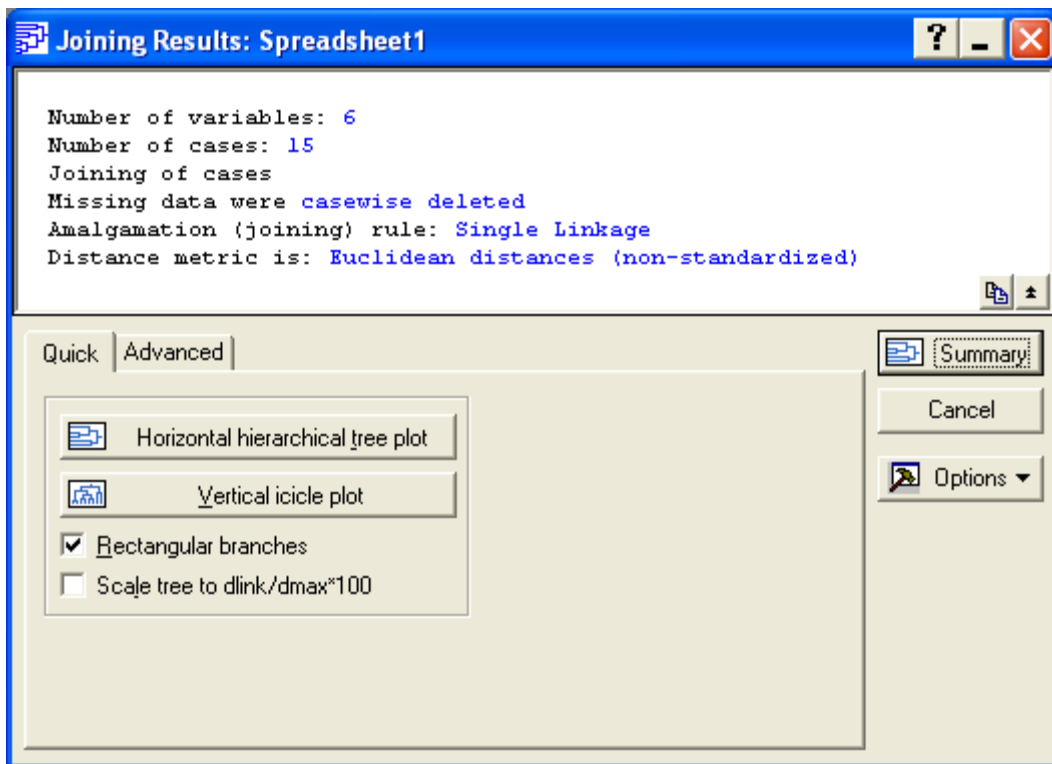 Joining Results: Spreadsheet1
Number of variables: 6
Number of cases: 15
Joining of cases
Missing data were casewise deleted
Amalgamation (joining) rule: Single Linkage
Distance metric is: Euclidean distances (non-standardized)
Quick
Advanced
Summary
Cancel
Options
Horizontal hierarchical tree plot
Vertical icicle plot
Rectangular branches
Scale tree to dlink/dmax*100